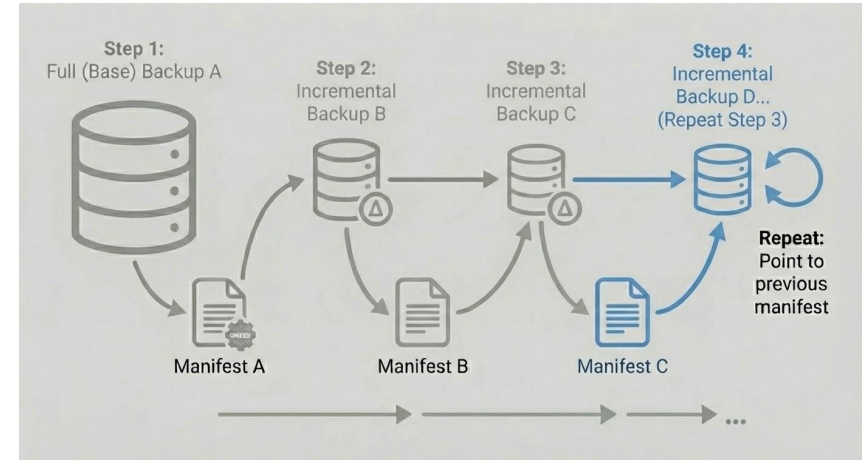 Step 1:
Full (Base) Backup A
Step 2:
Incremental
Backup B
Step 3:
Incremental
Backup C
Step 4:
Incremental
Backup D...
(Repeat Step 3)
Δ
Δ
Repeat:
Point to
previous
manifest
Manifest A
Manifest B
Manifest C
...